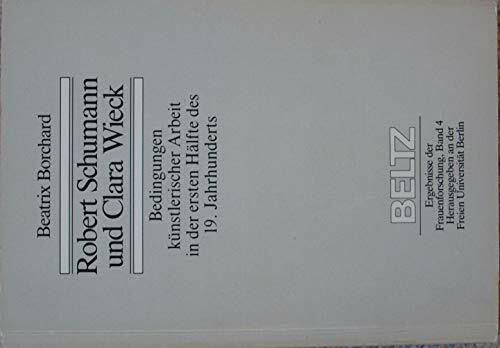 Beatrix Borchard
Robert Schumann
und Clara Wieck
Bedingungen
künstlerischer Arbeit
in der ersten Hälfte des
19. Jahrhunderts
BELTZ
Ergebnisse der
Frauenforschung, Band 4
Herausgegeben an der
Freien Universität Berlin